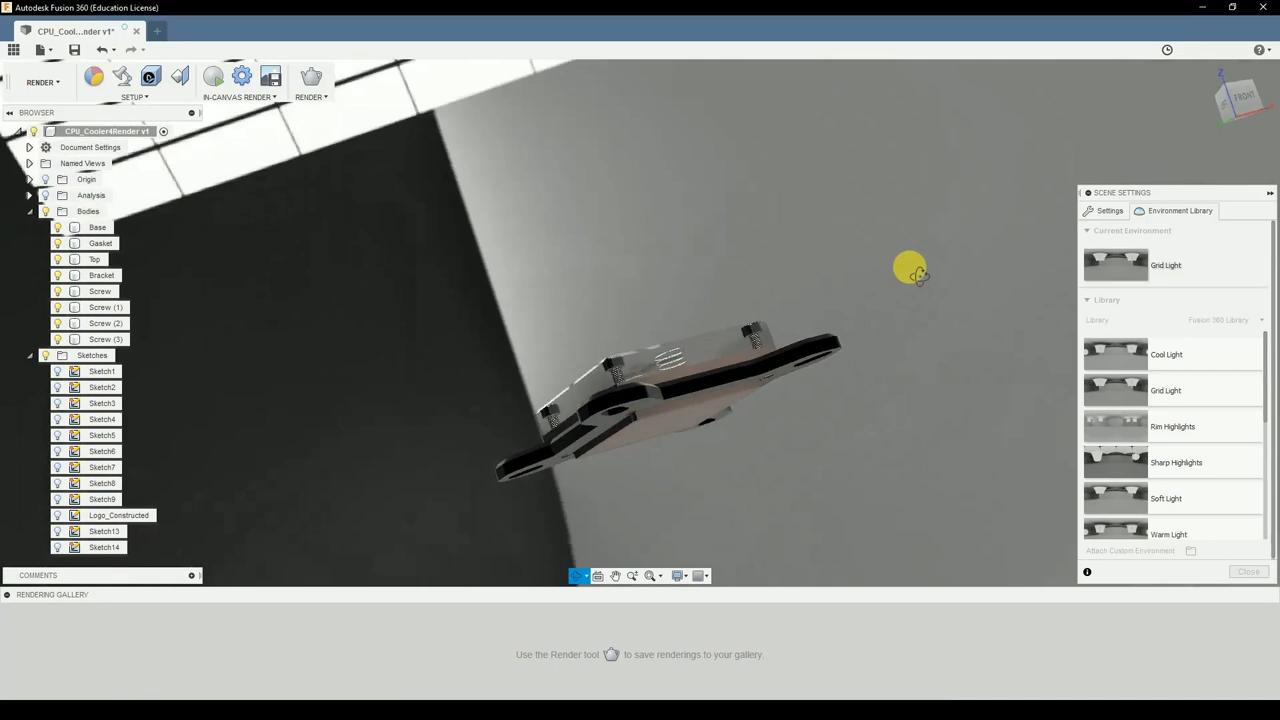 Autodesk Fusion 360 (Education License)
CPU_Cool...nder v1*
RENDER
SETUP
IN-CANVAS RENDER
RENDER
BROWSER
CPU_Cooler4Render v1
Document Settings
Named Views
Origin
Analysis
Bodies
Base
Gasket
Top
Bracket
Screw
Screw (1)
Screw (2)
Screw (3)
Sketches
Sketch1
Sketch2
Sketch3
Sketch4
Sketch5
Sketch6
Sketch7
Sketch8
Sketch9
Logo_Constructed
Sketch13
Sketch14
COMMENTS
Z
FRONT
SCENE SETTINGS
Settings Environment Library
Current Environment
Grid Light
Library
Library Fusion 360 Library
Cool Light
Grid Light
Rim Highlights
Sharp Highlights
Soft Light
Warm Light
Attach Custom Environment
Close
RENDERING GALLERY
Use the Render tool to save renderings to your gallery.